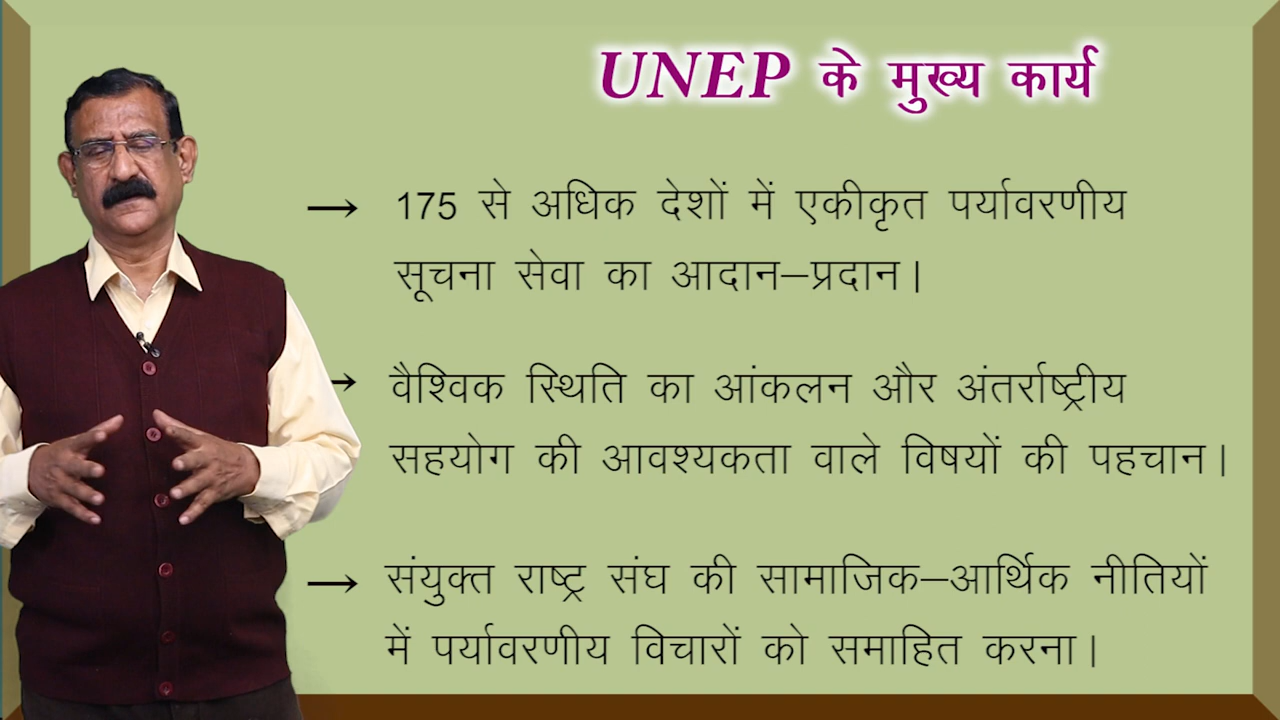 UNEP के मुख्य कार्य
→ 175 से अधिक देशों में एकीकृत पर्यावरणीय
सूचना सेवा का आदान–प्रदान।
→ वैश्विक स्थिति का आंकलन और अंतर्राष्ट्रीय
सहयोग की आवश्यकता वाले विषयों की पहचान।
→ संयुक्त राष्ट्र संघ की सामाजिक–आर्थिक नीतियों
में पर्यावरणीय विचारों को समाहित करना।